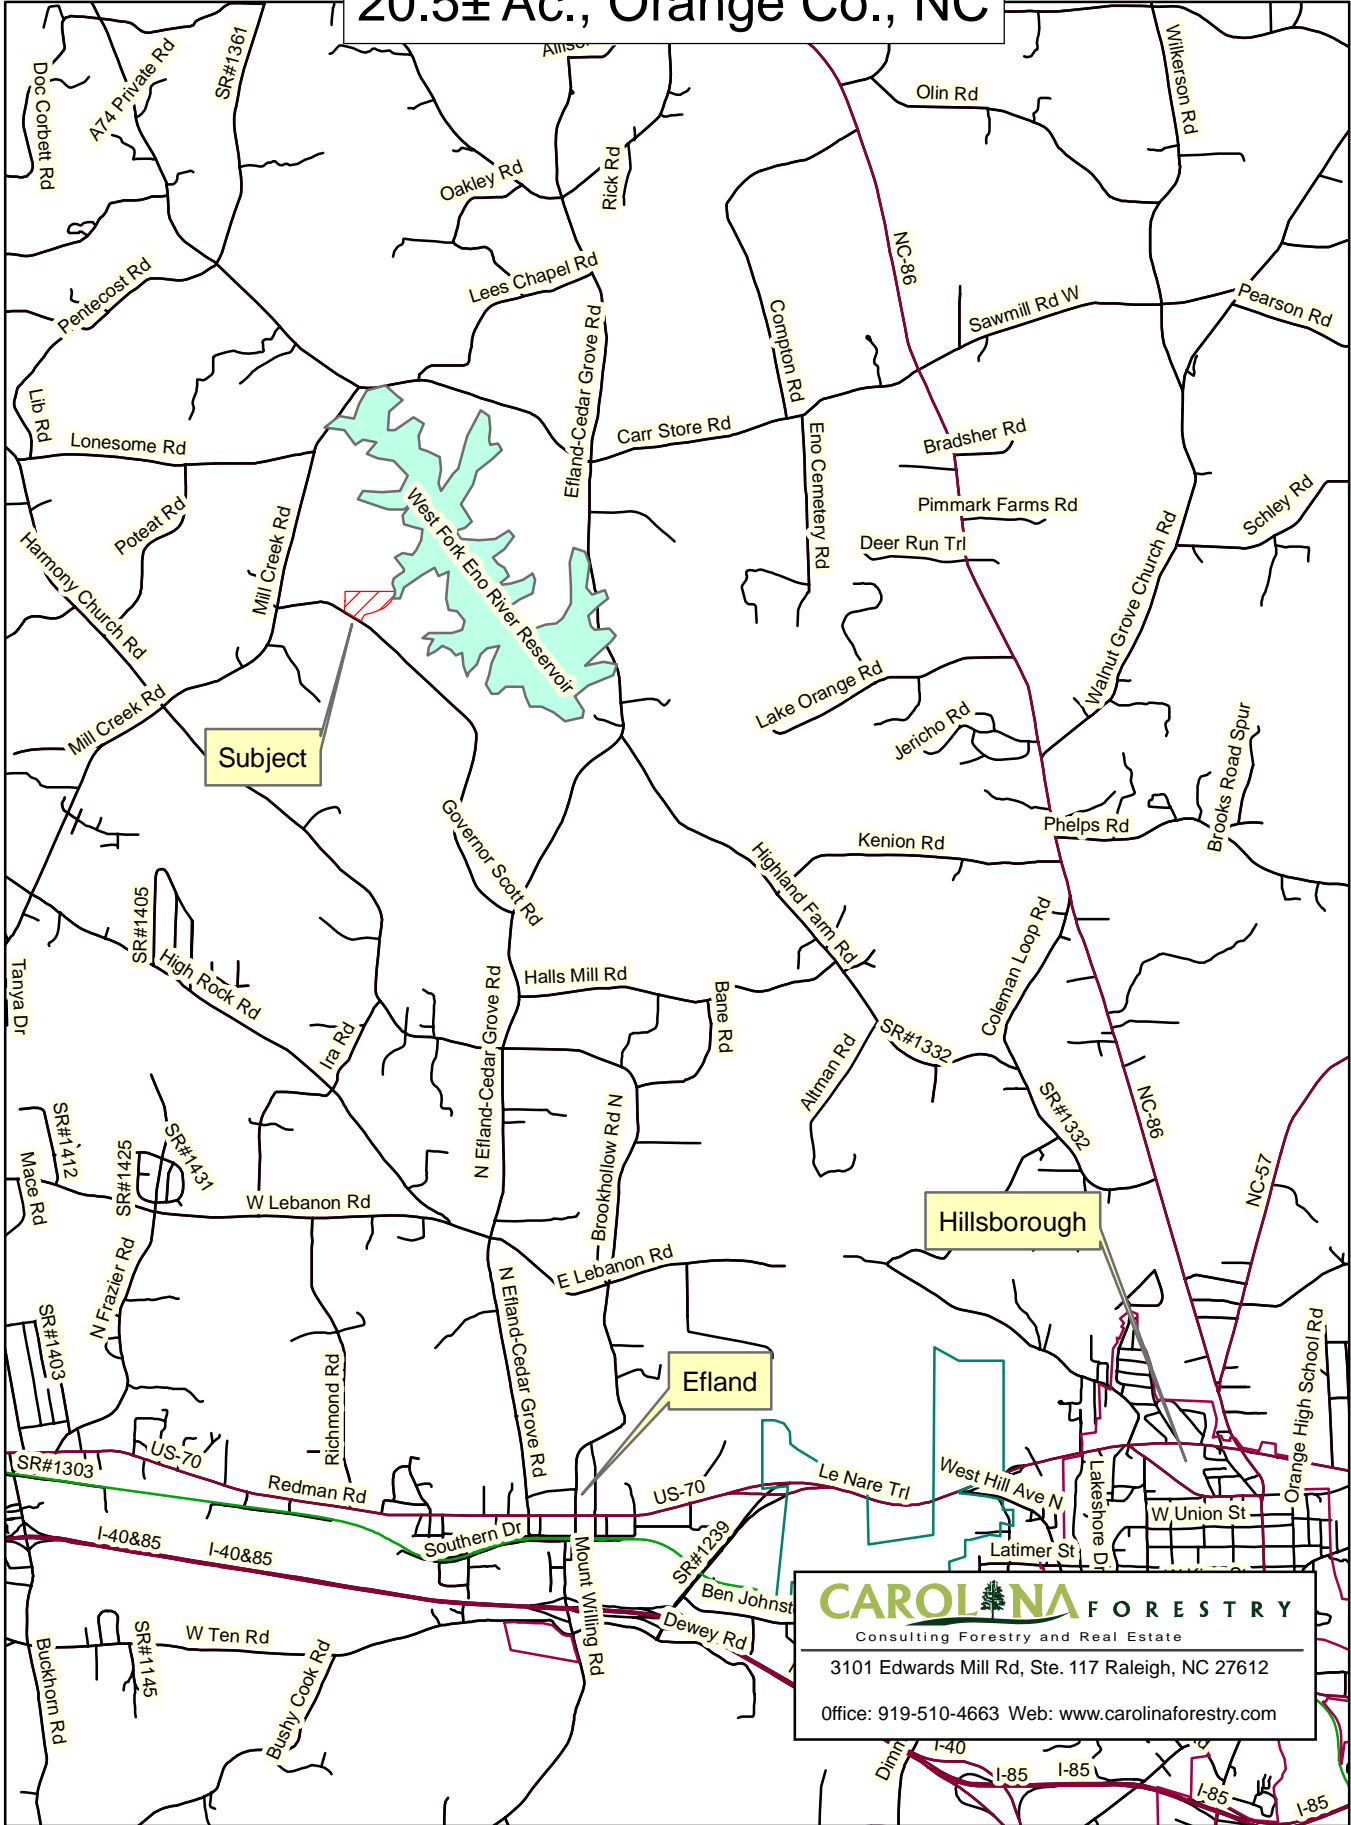 20.5± Ac., Orange Co., NC
Doc Corbett Rd
A74 Private Rd
SR#1361
Wilkerson Rd
Olin Rd
Oakley Rd
Rick Rd
NC-86
Pentecost Rd
Lees Chapel Rd
Efland-Cedar Grove Rd
Compton Rd
Sawmill Rd W
Pearson Rd
Lib Rd
Lonesome Rd
Carr Store Rd
Bradsher Rd
Eno Cemetery Rd
Poteat Rd
West Fork Eno River Reservoir
Pimmark Farms Rd
Schley Rd
Deer Run Trl
Mill Creek Rd
Harmony Church Rd
Walnut Grove Church Rd
Lake Orange Rd
Mill Creek Rd
Jericho Rd
Subject
Brooks Road Spur
Governor Scott Rd
Phelps Rd
Kenion Rd
Highland Farm Rd
SR#1405
High Rock Rd
Coleman Loop Rd
Tanya Dr
N Efland-Cedar Grove Rd
Halls Mill Rd
Bane Rd
Ira Rd
SR#1332
Altman Rd
SR#1332
NC-86
SR#1412
SR#1425
SR#1431
Brookhollow Rd N
NC-57
Mace Rd
W Lebanon Rd
Hillsborough
N Frazier Rd
E Lebanon Rd
N Efland-Cedar Grove Rd
SR#1403
Richmond Rd
Efland
Orange High School Rd
US-70
SR#1303
Redman Rd
US-70
Le Nare Trl
West Hill Ave N
Lakeshore Dr
W Union St
I-40&85
I-40&85
Southern Dr
SR#1239
Latimer St
Mount Willing Rd
Dewey Rd
W Ten Rd
SR#1145
Buckhorn Rd
Bushy Cook Rd
CAROLINA FORESTRY
Consulting Forestry and Real Estate
3101 Edwards Mill Rd, Ste. 117 Raleigh, NC 27612
Office: 919-510-4663 Web: www.carolinaforestry.com
I-40
I-85
I-85
I-85
I-85